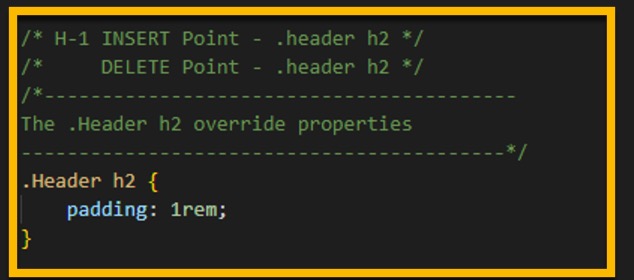 /* H-1 INSERT Point - .header h2 */
/*     DELETE Point - .header h2 */
/*-----------------------------------------
The .Header h2 override properties
------------------------------------------*/
.Header h2 {
    padding: 1rem;
}